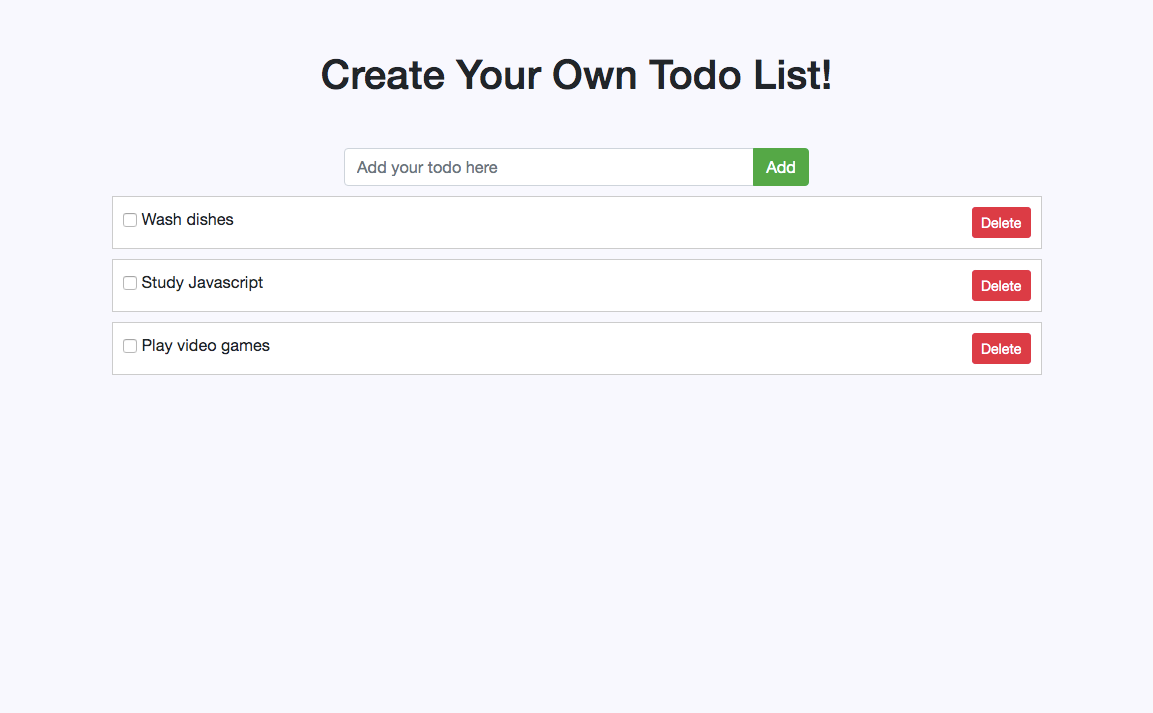 Create Your Own Todo List!
Add your todo here Add
Wash dishes Delete
Study Javascript Delete
Play video games Delete